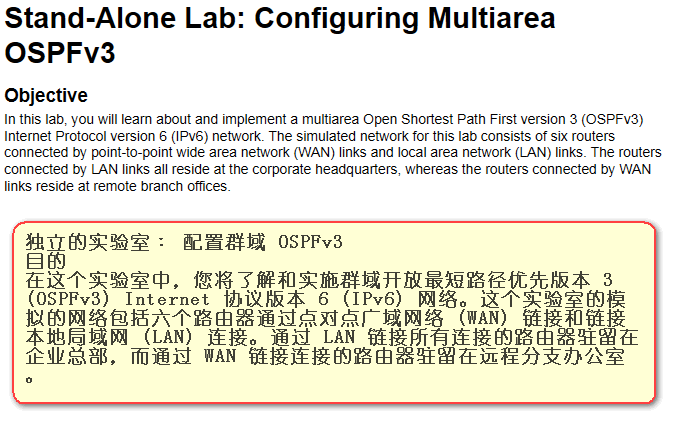 Stand-Alone Lab: Configuring Multiarea
OSPFv3
Objective
In this lab, you will learn about and implement a multiarea Open Shortest Path First version 3 (OSPFv3)
Internet Protocol version 6 (IPv6) network. The simulated network for this lab consists of six routers
connected by point-to-point wide area network (WAN) links and local area network (LAN) links. The routers
connected by LAN links all reside at the corporate headquarters, whereas the routers connected by WAN
links reside at remote branch offices.
独立的实验室： 配置群域 OSPFv3
目的
在这个实验室中，您将了解和实施群域开放最短路径优先版本 3
(OSPFv3) Internet 协议版本 6 (IPv6) 网络。这个实验室的模
拟的网络包括六个路由器通过点对点广域网络 (WAN) 链接和链接
本地局域网 (LAN) 连接。通过 LAN 链接所有连接的路由器驻留在
企业总部，而通过 WAN 链接连接的路由器驻留在远程分支办公室
。